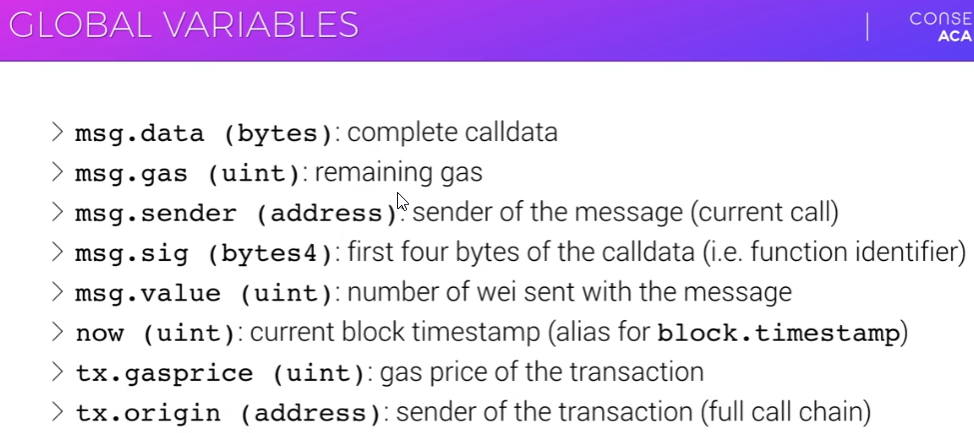 GLOBAL VARIABLES
CONSE
ACA
> msg.data (bytes): complete calldata
> msg.gas (uint): remaining gas
> msg.sender (address): sender of the message (current call)
> msg.sig (bytes4): first four bytes of the calldata (i.e. function identifier)
> msg.value (uint): number of wei sent with the message
> now (uint): current block timestamp (alias for block.timestamp)
> tx.gasprice (uint): gas price of the transaction
> tx.origin (address): sender of the transaction (full call chain)